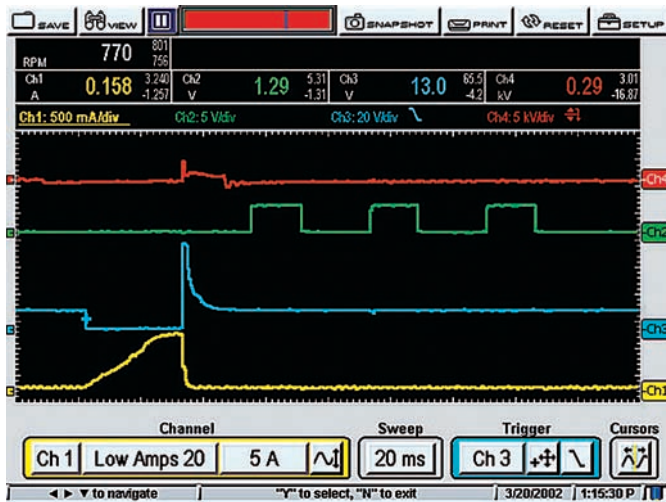 SAVE VIEW SNAPSHOT PRINT RESET SETUP
RPM 770 801 756
Ch1 A 0.158 3.240 -1.257 Ch2 V 1.29 5.31 -1.31 Ch3 V 13.0 65.5 -4.2 Ch4 kV 0.29 3.01 -16.87
Ch1: 500 mA/div Ch2: 5 V/div Ch3: 20 V/div Ch4: 5 kV/div
Ch4
Ch2
Ch3
Ch1
Channel Sweep Trigger Cursors
Ch 1 Low Amps 20 5 A 20 ms Ch 3
to navigate "Y" to select, "N" to exit 3/20/2002 1:15:30 P